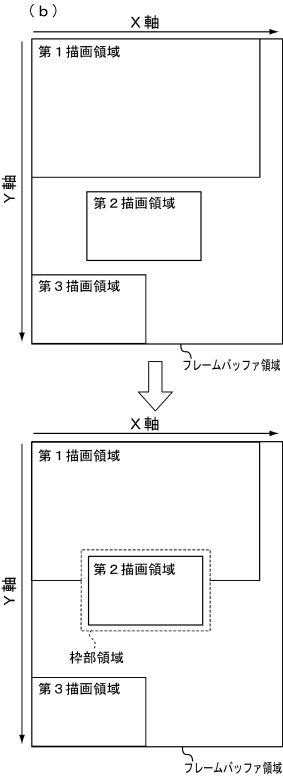 （ｂ）
Ｘ軸
第１描画領域
Ｙ軸
第２描画領域
第３描画領域
フレームバッファ領域
Ｘ軸
第１描画領域
第２描画領域
Ｙ軸
枠部領域
第３描画領域
フレームバッファ領域